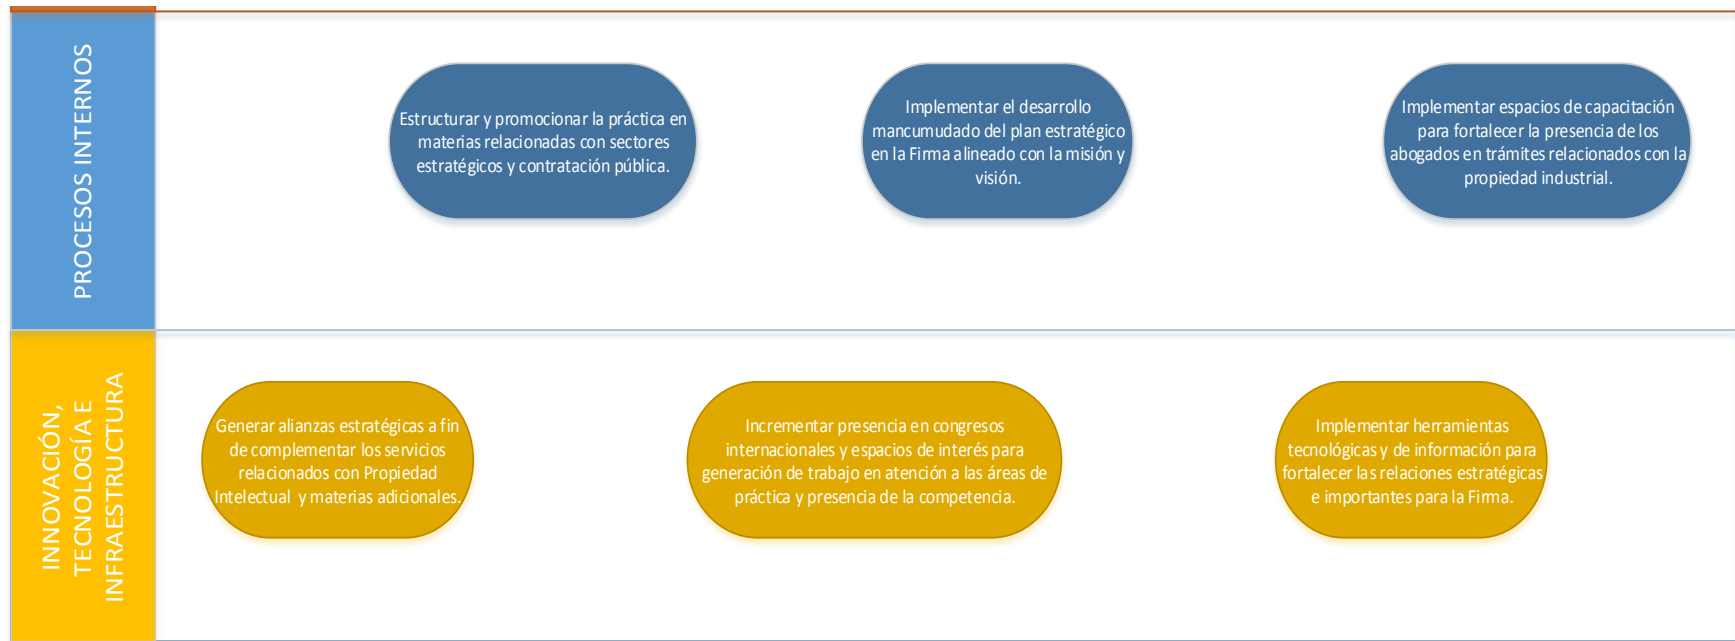 PROCESOS INTERNOS
Estructurar y promocionar la práctica en
materias relacionadas con sectores
estratégicos y contratación pública.
Implementar el desarrollo
mancumudado del plan estratégico
en la Firma alineado con la misión y
visión.
Implementar espacios de capacitación
para fortalecer la presencia de los
abogados en trámites relacionados con la
propiedad industrial.
INNOVACIÓN,
TECNOLOGÍA E
INFRAESTRUCTURA
Generar alianzas estratégicas a fin
de complementar los servicios
relacionados con Propiedad
Intelectual y materias adicionales.
Incrementar presencia en congresos
internacionales y espacios de interés para
generación de trabajo en atención a las áreas de
práctica y presencia de la competencia.
Implementar herramientas
tecnológicas y de información para
fortalecer las relaciones estratégicas
e importantes para la Firma.